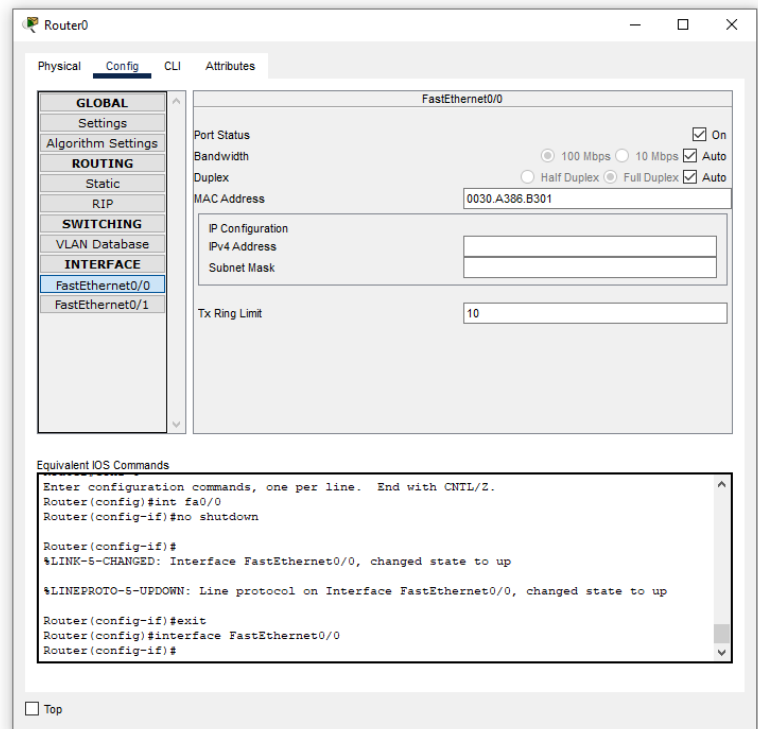 Router0
Physical Config CLI Attributes
GLOBAL
Settings
Algorithm Settings
ROUTING
Static
RIP
SWITCHING
VLAN Database
INTERFACE
FastEthernet0/0
FastEthernet0/1
FastEthernet0/0
Port Status On
Bandwidth 100 Mbps 10 Mbps Auto
Duplex Half Duplex Full Duplex Auto
MAC Address 0030.A386.B301
IP Configuration
IPv4 Address
Subnet Mask
Tx Ring Limit 10
Equivalent IOS Commands
Enter configuration commands, one per line. End with CNTL/Z.
Router(config)#int fa0/0
Router(config-if)#no shutdown
Router(config-if)#
%LINK-5-CHANGED: Interface FastEthernet0/0, changed state to up
%LINEPROTO-5-UPDOWN: Line protocol on Interface FastEthernet0/0, changed state to up
Router(config-if)#exit
Router(config)#interface FastEthernet0/0
Router(config-if)#
Top